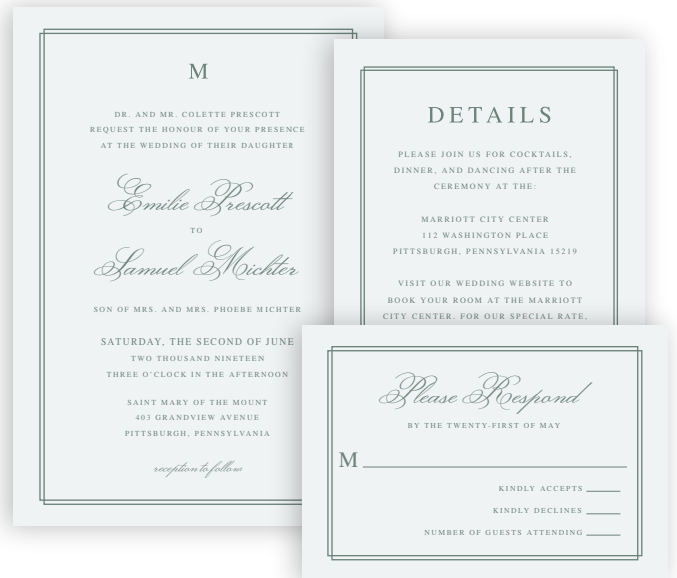 M
DR. AND MR. COLETTE PRESCOTT
REQUEST THE HONOUR OF YOUR PRESENCE
AT THE WEDDING OF THEIR DAUGHTER
Emilie Prescott
TO
Samuel Michter
SON OF MRS. AND MRS. PHOEBE MICHTER
SATURDAY, THE SECOND OF JUNE
TWO THOUSAND NINETEEN
THREE O'CLOCK IN THE AFTERNOON
SAINT MARY OF THE MOUNT
403 GRANDVIEW AVENUE
PITTSBURGH, PENNSYLVANIA
reception to follow
DETAILS
PLEASE JOIN US FOR COCKTAILS,
DINNER, AND DANCING AFTER THE
CEREMONY AT THE:
MARRIOTT CITY CENTER
112 WASHINGTON PLACE
PITTSBURGH, PENNSYLVANIA 15219
VISIT OUR WEDDING WEBSITE TO
BOOK YOUR ROOM AT THE MARRIOTT
CITY CENTER. FOR OUR SPECIAL RATE,
Please Respond
BY THE TWENTY-FIRST OF MAY
M
KINDLY ACCEPTS
KINDLY DECLINES
NUMBER OF GUESTS ATTENDING